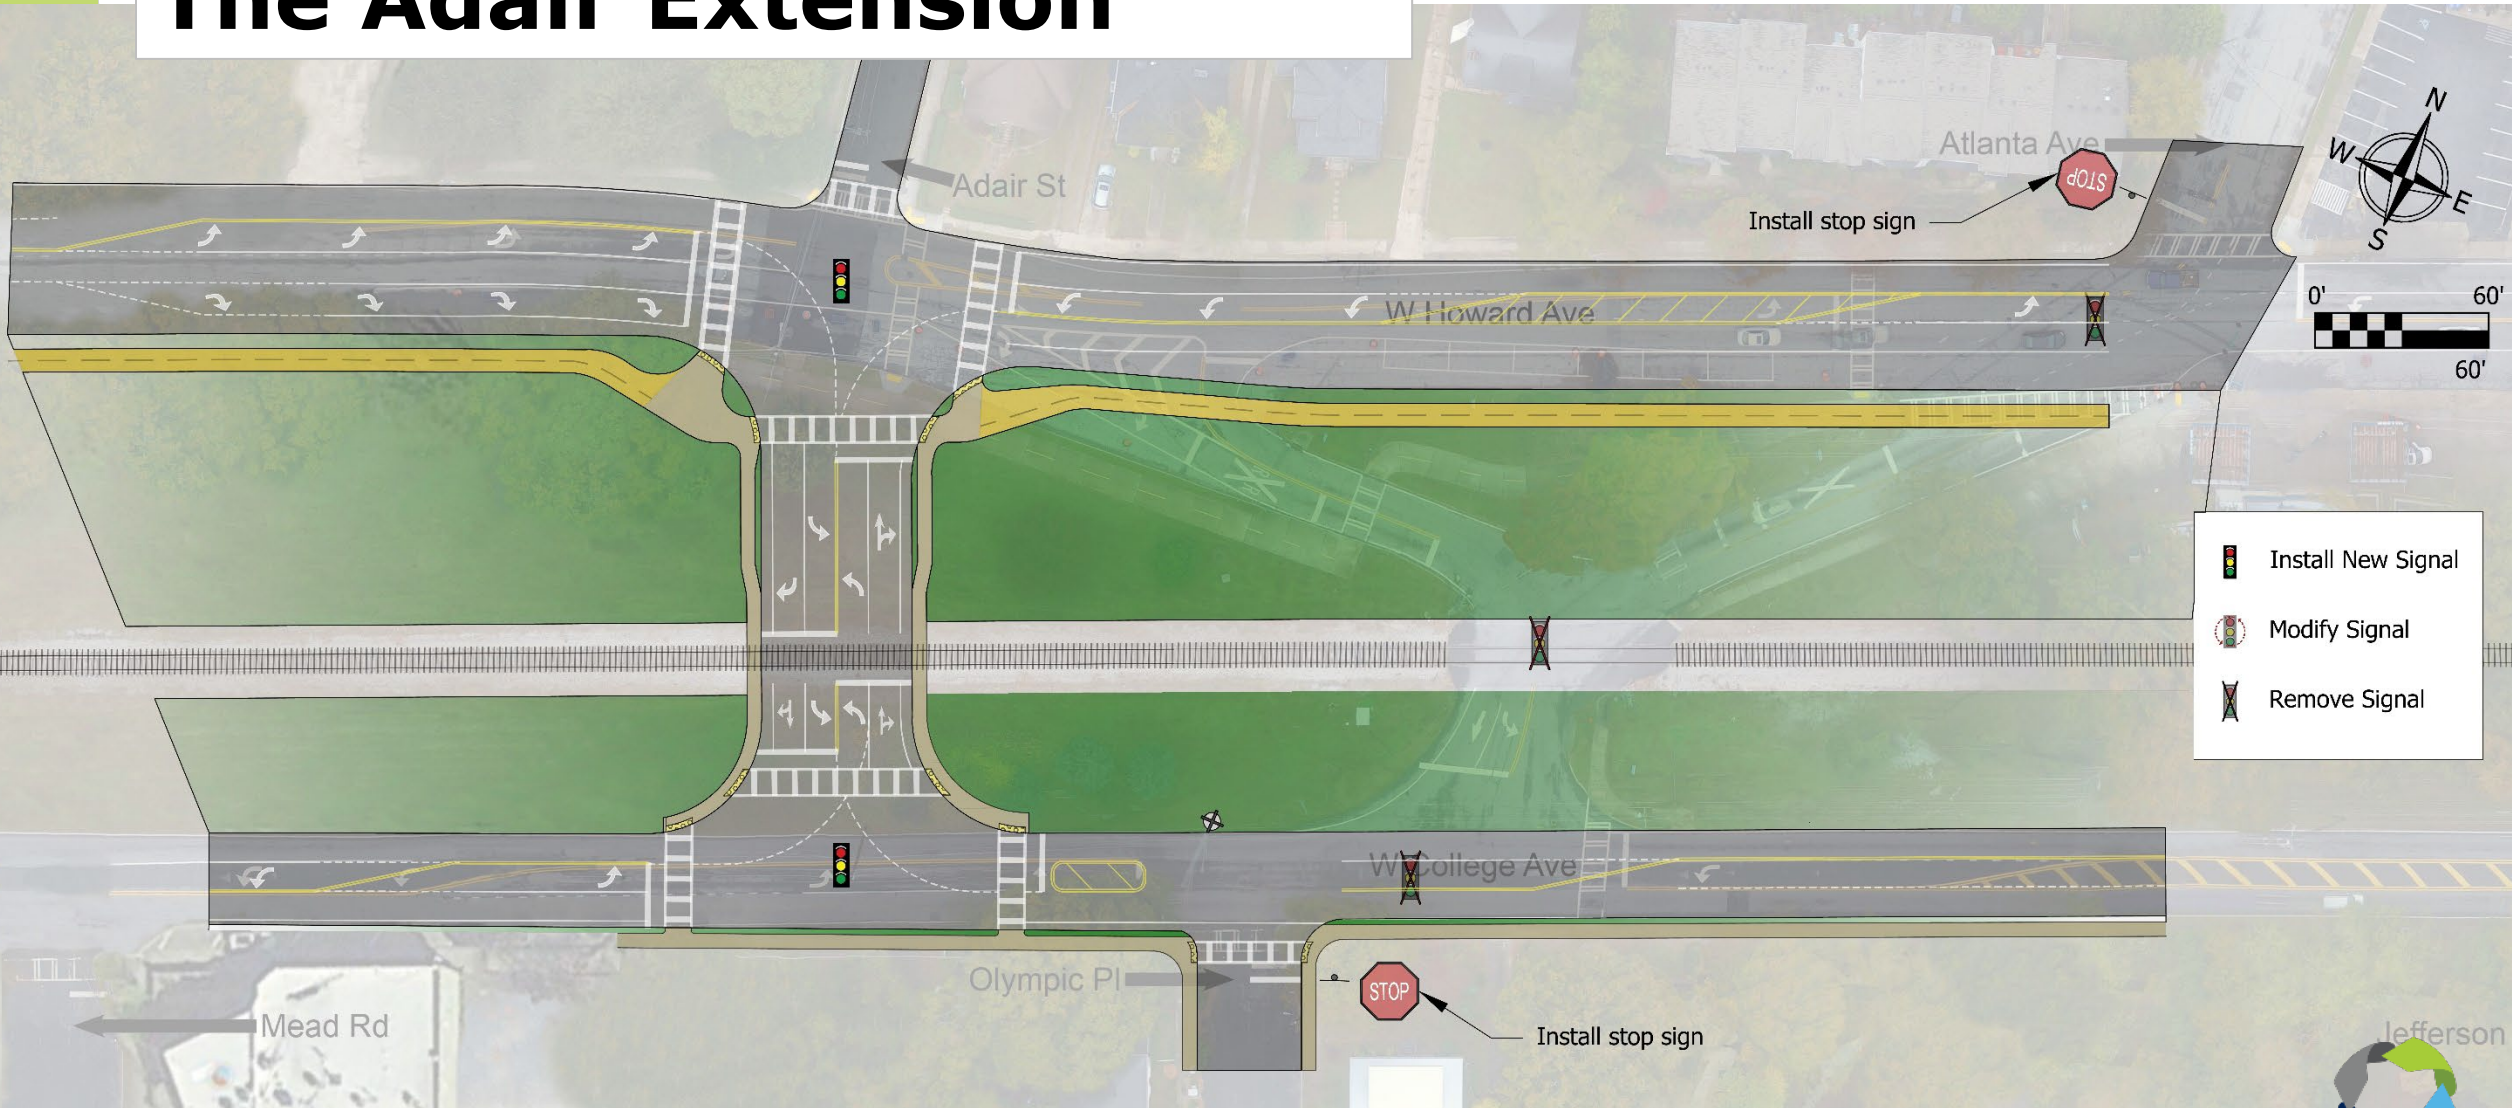 The Adair Extension
Adair St
Atlanta Ave
STOP
Install stop sign
N
W
E
S
W Howard Ave
0' 60'
60'
Install New Signal
Modify Signal
Remove Signal
W College Ave
Olympic Pl
STOP
Install stop sign
Mead Rd
Jefferson